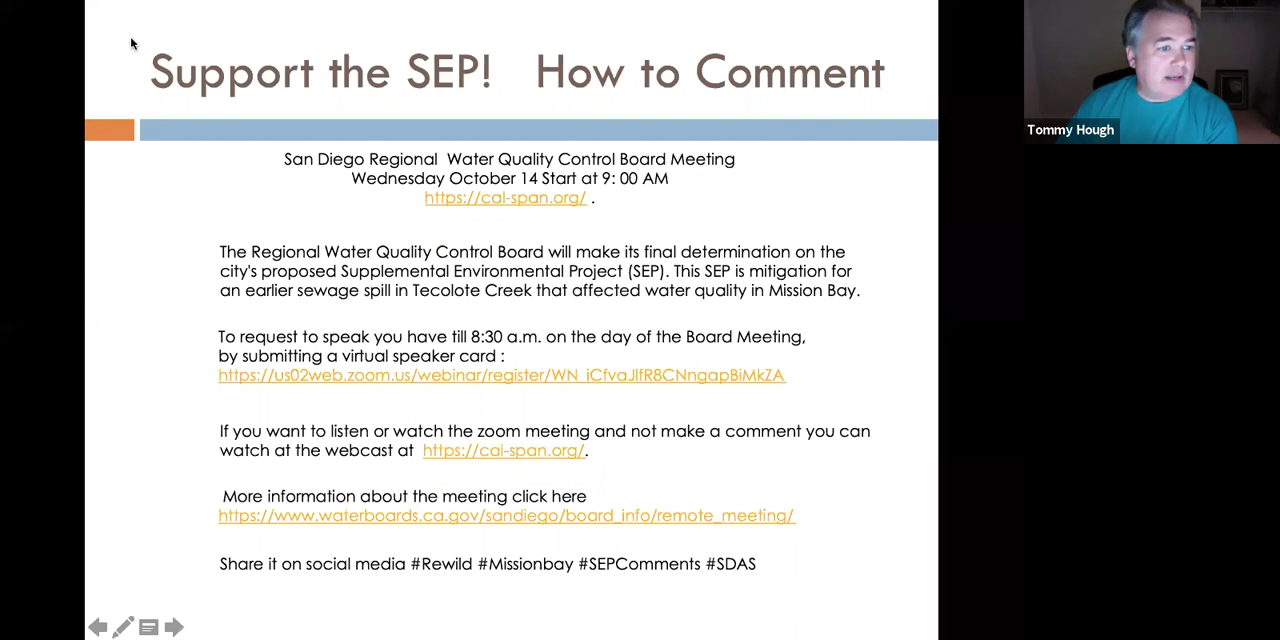 Support the SEP! How to Comment
Tommy Hough
San Diego Regional Water Quality Control Board Meeting
Wednesday October 14 Start at 9: 00 AM
https://cal-span.org/ .
The Regional Water Quality Control Board will make its final determination on the
city's proposed Supplemental Environmental Project (SEP). This SEP is mitigation for
an earlier sewage spill in Tecolote Creek that affected water quality in Mission Bay.
To request to speak you have till 8:30 a.m. on the day of the Board Meeting,
by submitting a virtual speaker card :
https://us02web.zoom.us/webinar/register/WN_iCfvaJlfR8CNngapBiMkZA
If you want to listen or watch the zoom meeting and not make a comment you can
watch at the webcast at https://cal-span.org/.
More information about the meeting click here
https://www.waterboards.ca.gov/sandiego/board_info/remote_meeting/
Share it on social media #Rewild #Missionbay #SEPComments #SDAS